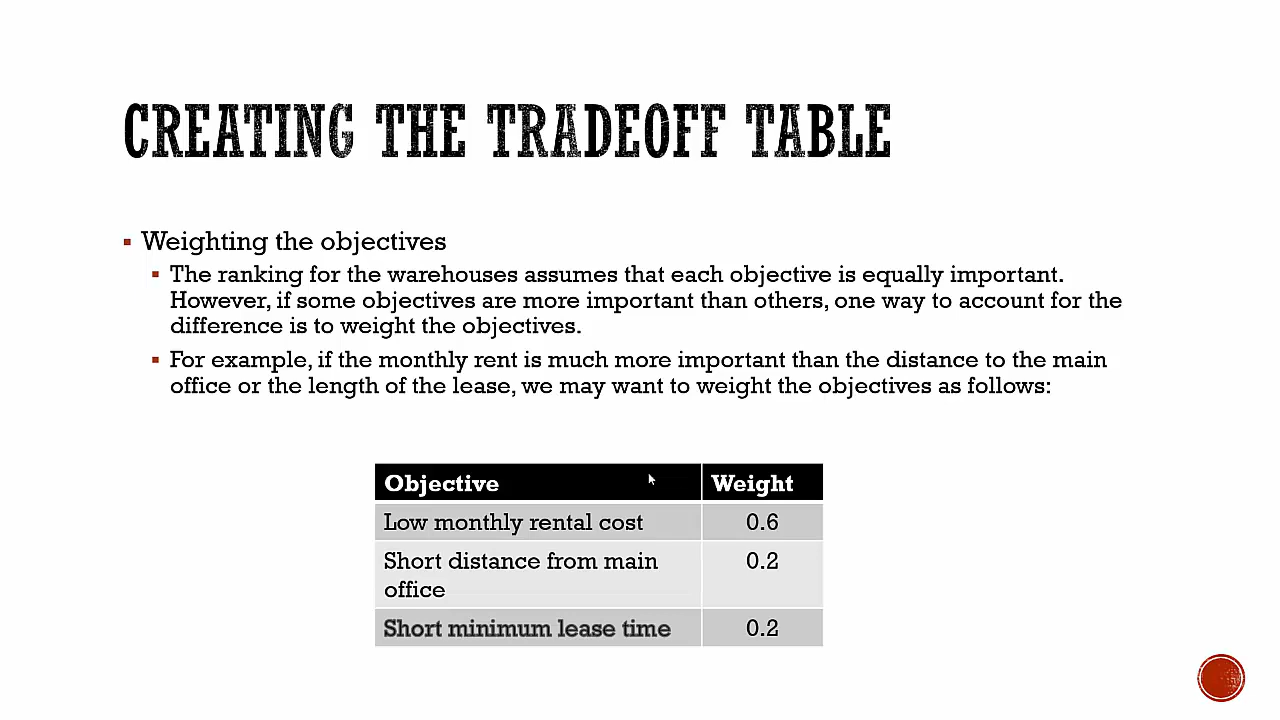 CREATING THE TRADEOFF TABLE
Weighting the objectives
The ranking for the warehouses assumes that each objective is equally important.
However, if some objectives are more important than others, one way to account for the
difference is to weight the objectives.
For example, if the monthly rent is much more important than the distance to the main
office or the length of the lease, we may want to weight the objectives as follows:
Objective Weight
Low monthly rental cost 0.6
Short distance from main 0.2
office
Short minimum lease time 0.2